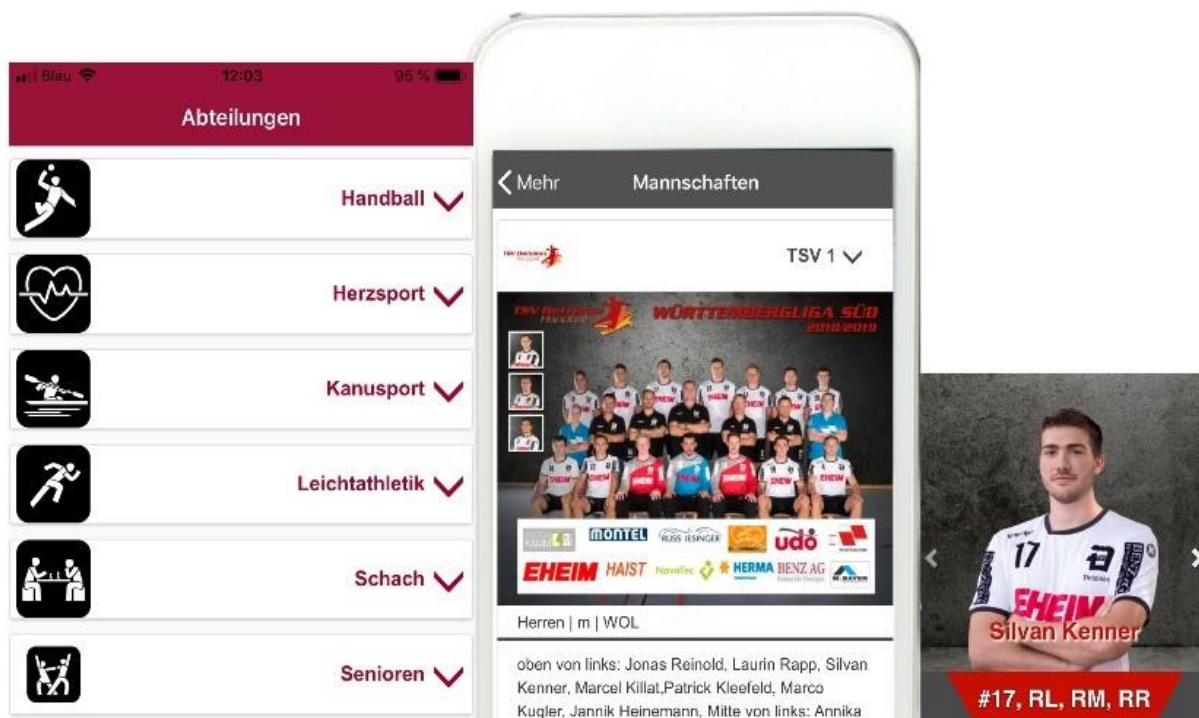 Blau 12:03 96 %
Abteilungen
Handball
Herzsport
Kanusport
Leichtathletik
Schach
Senioren
Mehr Mannschaften
TSV 1
WÜRTTEMBERGLIGA SÜD
2018/2019
MONTEL
udo
EHEIM HAIST NovaTec HERMA BENZ AG
Herren | m | WOL
oben von links: Jonas Reinold, Laurin Rapp, Silvan
Kenner, Marcel Killat,Patrick Kleefeld, Marco
Kugler, Jannik Heinemann, Mitte von links: Annika
17
EHEIM
Silvan Kenner
#17, RL, RM, RR